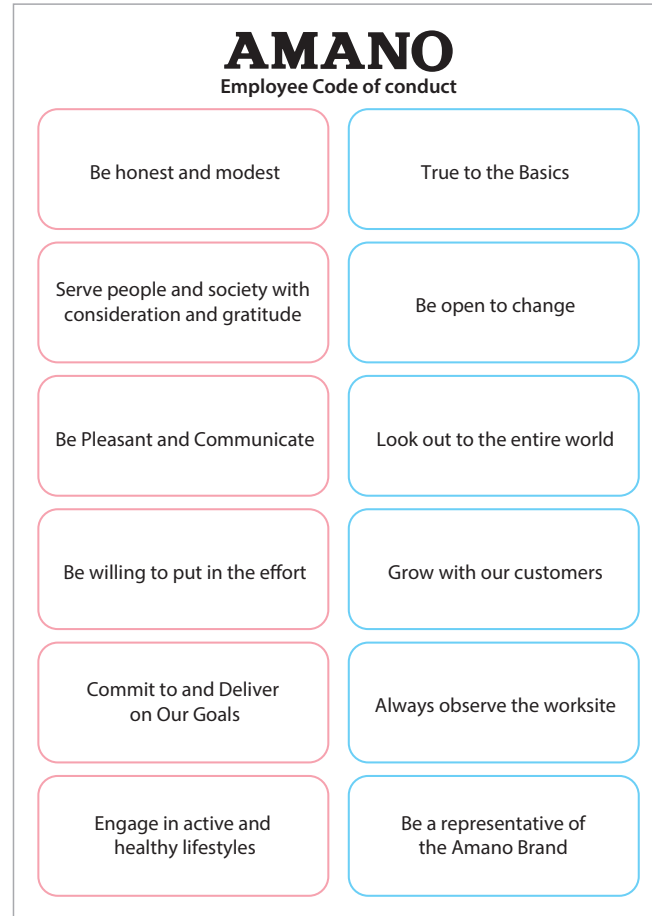 AMANO
Employee Code of conduct
Be honest and modest
True to the Basics
Serve people and society with
consideration and gratitude
Be open to change
Be Pleasant and Communicate
Look out to the entire world
Be willing to put in the effort
Grow with our customers
Commit to and Deliver
on Our Goals
Always observe the worksite
Engage in active and
healthy lifestyles
Be a representative of
the Amano Brand